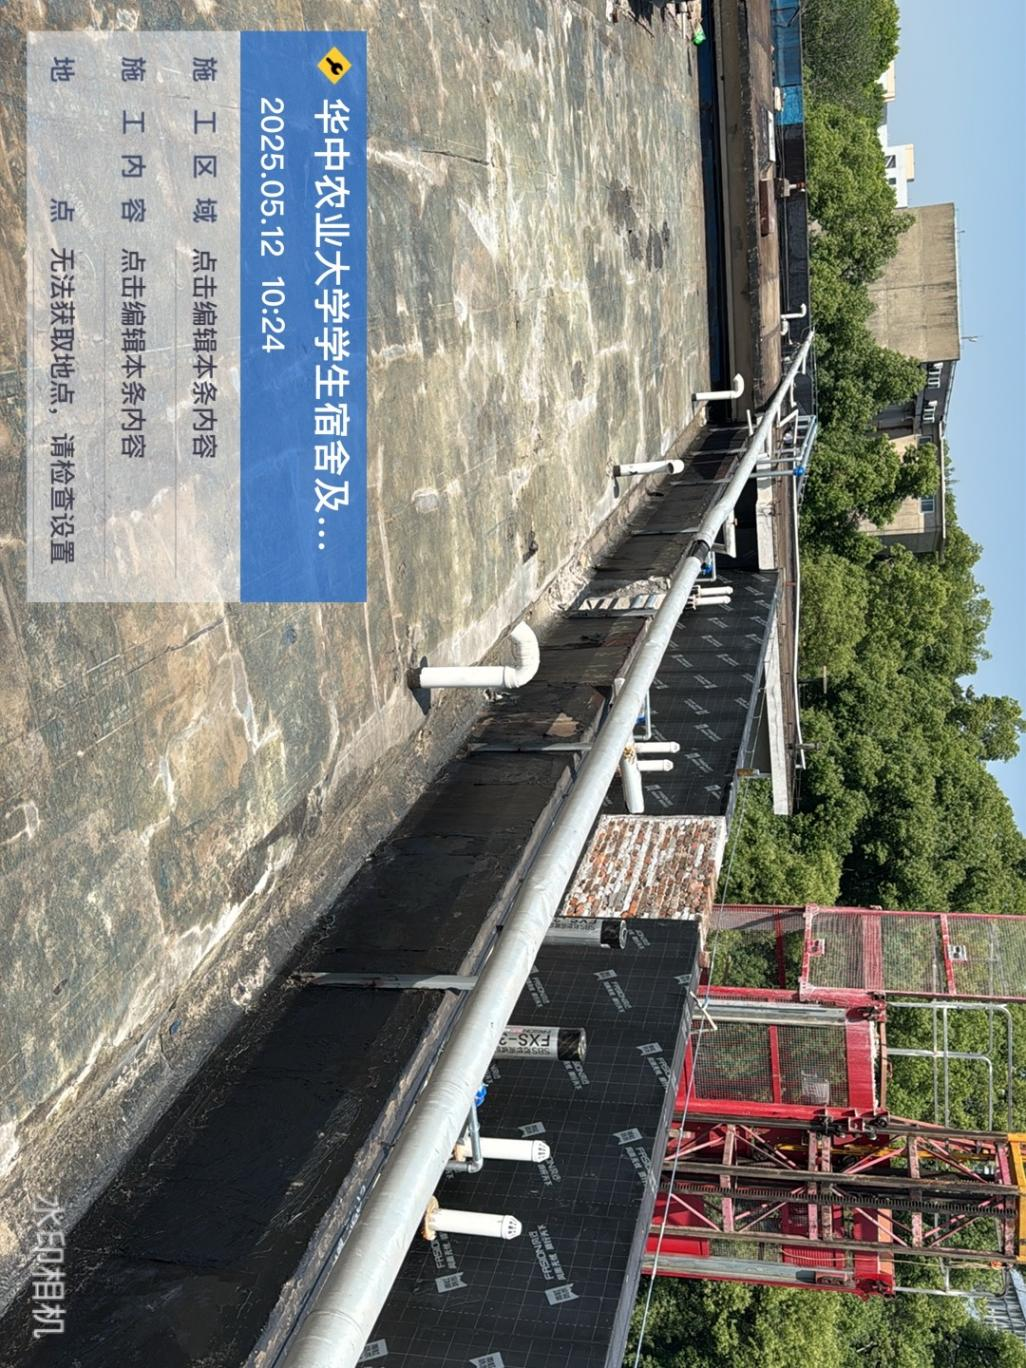 华中农业大学学生宿舍及...
2025.05.12 10:24
施工区域 点击编辑本条内容
施工内容 点击编辑本条内容
地点 无法获取地点，请检查设置
FXS-3
水印相机